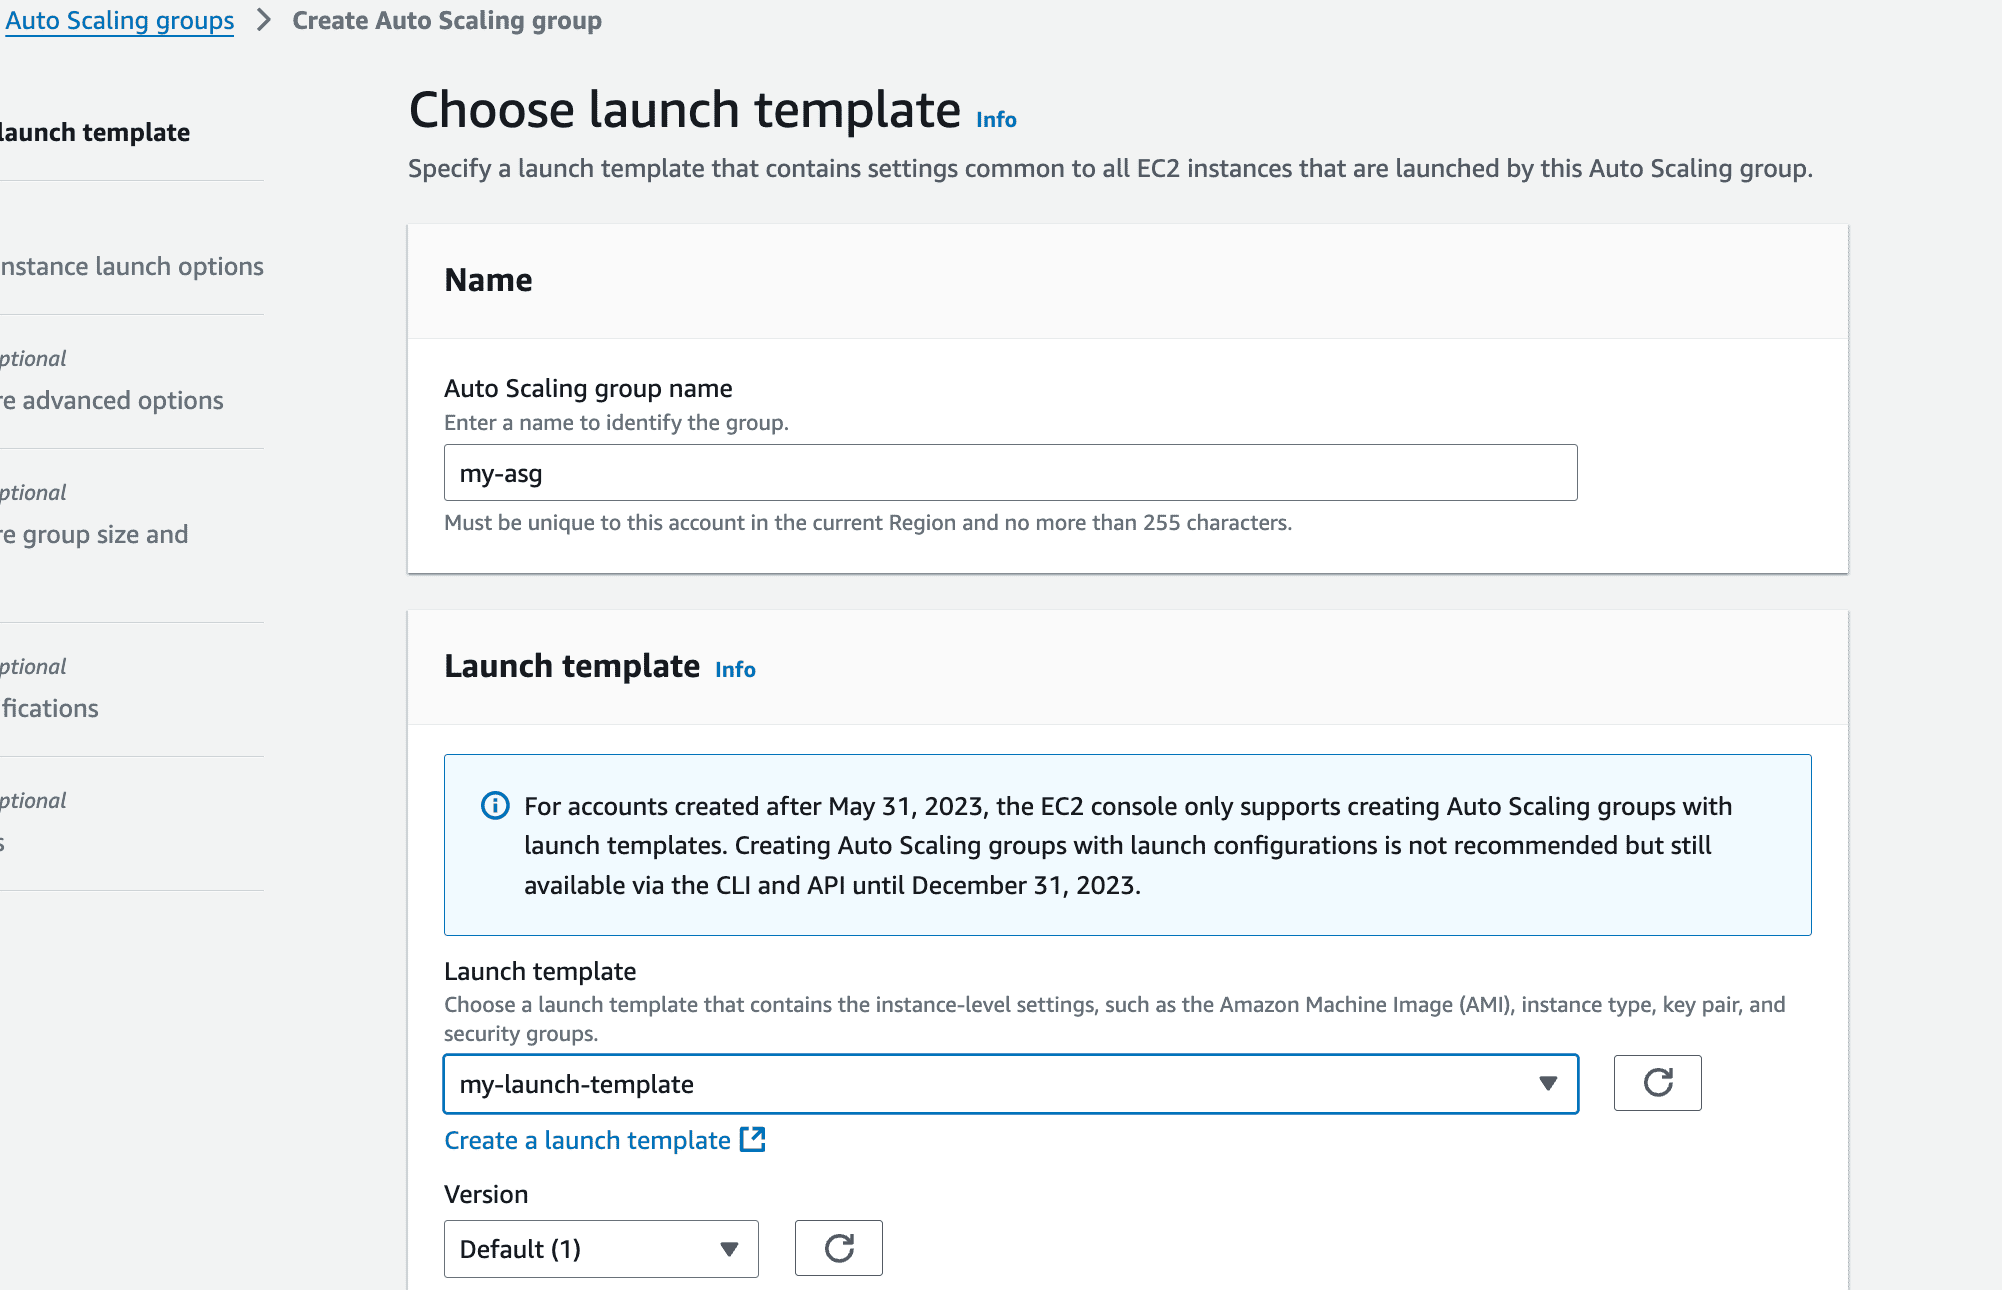 Auto Scaling groups > Create Auto Scaling group
launch template
nstance launch options
ptional
re advanced options
ptional
re group size and
ptional
fications
ptional
s
Choose launch template Info
Specify a launch template that contains settings common to all EC2 instances that are launched by this Auto Scaling group.
Name
Auto Scaling group name
Enter a name to identify the group.
my-asg
Must be unique to this account in the current Region and no more than 255 characters.
Launch template Info
For accounts created after May 31, 2023, the EC2 console only supports creating Auto Scaling groups with
launch templates. Creating Auto Scaling groups with launch configurations is not recommended but still
available via the CLI and API until December 31, 2023.
Launch template
Choose a launch template that contains the instance-level settings, such as the Amazon Machine Image (AMI), instance type, key pair, and
security groups.
my-launch-template
Create a launch template
Version
Default (1)